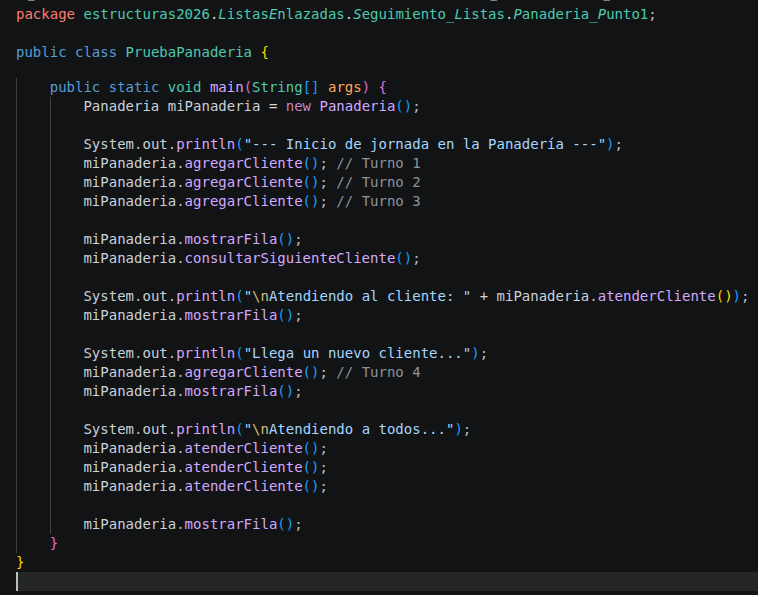 package estructuras2026.ListasEnlazadas.Seguimiento_Listas.Panaderia_Punto1;
public class PruebaPanaderia {
public static void main(String[] args) {
Panaderia miPanaderia = new Panaderia();
System.out.println("--- Inicio de jornada en la Panadería ---");
miPanaderia.agregarCliente(); // Turno 1
miPanaderia.agregarCliente(); // Turno 2
miPanaderia.agregarCliente(); // Turno 3
miPanaderia.mostrarFila();
miPanaderia.consultarSiguienteCliente();
System.out.println("\nAtendiendo al cliente: " + miPanaderia.atenderCliente());
miPanaderia.mostrarFila();
System.out.println("Llega un nuevo cliente...");
miPanaderia.agregarCliente(); // Turno 4
miPanaderia.mostrarFila();
System.out.println("\nAtendiendo a todos...");
miPanaderia.atenderCliente();
miPanaderia.atenderCliente();
miPanaderia.atenderCliente();
miPanaderia.mostrarFila();
}
}